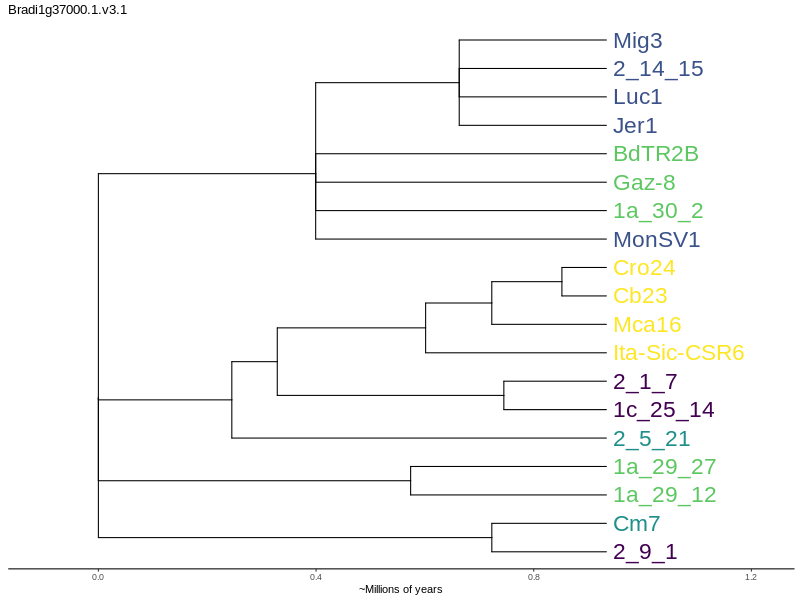 Bradi1g37000.1.v3.1
Mig3
2_14_15
Luc1
Jer1
BdTR2B
Gaz-8
1a_30_2
MonSV1
Cro24
Cb23
Mca16
Ita-Sic-CSR6
2_1_7
1c_25_14
2_5_21
1a_29_27
1a_29_12
Cm7
2_9_1
0.0 0.4 0.8 1.2
~Millions of years